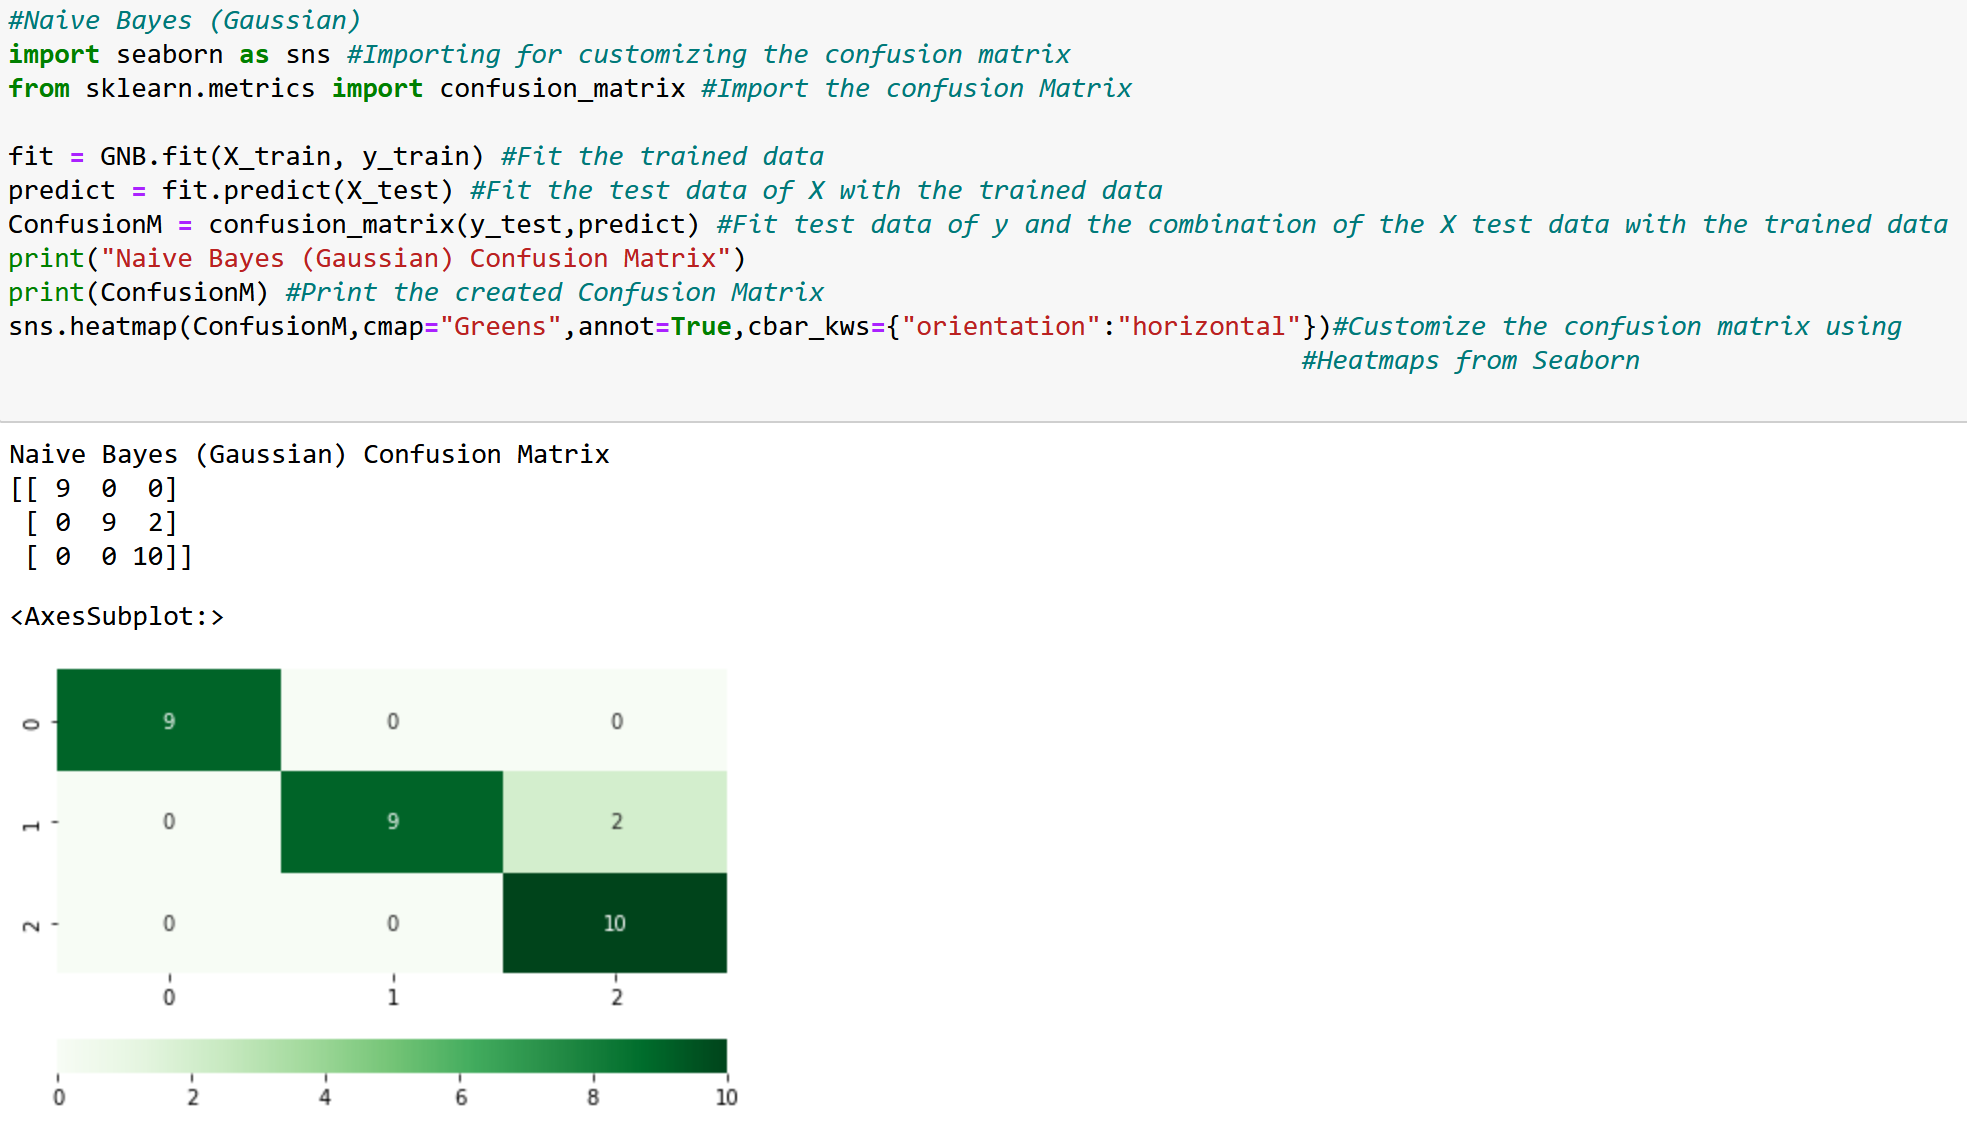 #Naive Bayes (Gaussian)
import seaborn as sns #Importing for customizing the confusion matrix
from sklearn.metrics import confusion_matrix #Import the confusion Matrix
fit = GNB.fit(X_train, y_train) #Fit the trained data
predict = fit.predict(X_test) #Fit the test data of X with the trained data
ConfusionM = confusion_matrix(y_test,predict) #Fit test data of y and the combination of the X test data with the trained data
print("Naive Bayes (Gaussian) Confusion Matrix")
print(ConfusionM) #Print the created Confusion Matrix
sns.heatmap(ConfusionM,cmap="Greens",annot=True,cbar_kws={"orientation":"horizontal"})#Customize the confusion matrix using
#Heatmaps from Seaborn
Naive Bayes (Gaussian) Confusion Matrix
[[ 9  0  0]
[ 0  9  2]
[ 0  0 10]]
<AxesSubplot:>
0 9 0 0
1 0 9 2
2 0 0 10
0 1 2
0 2 4 6 8 10